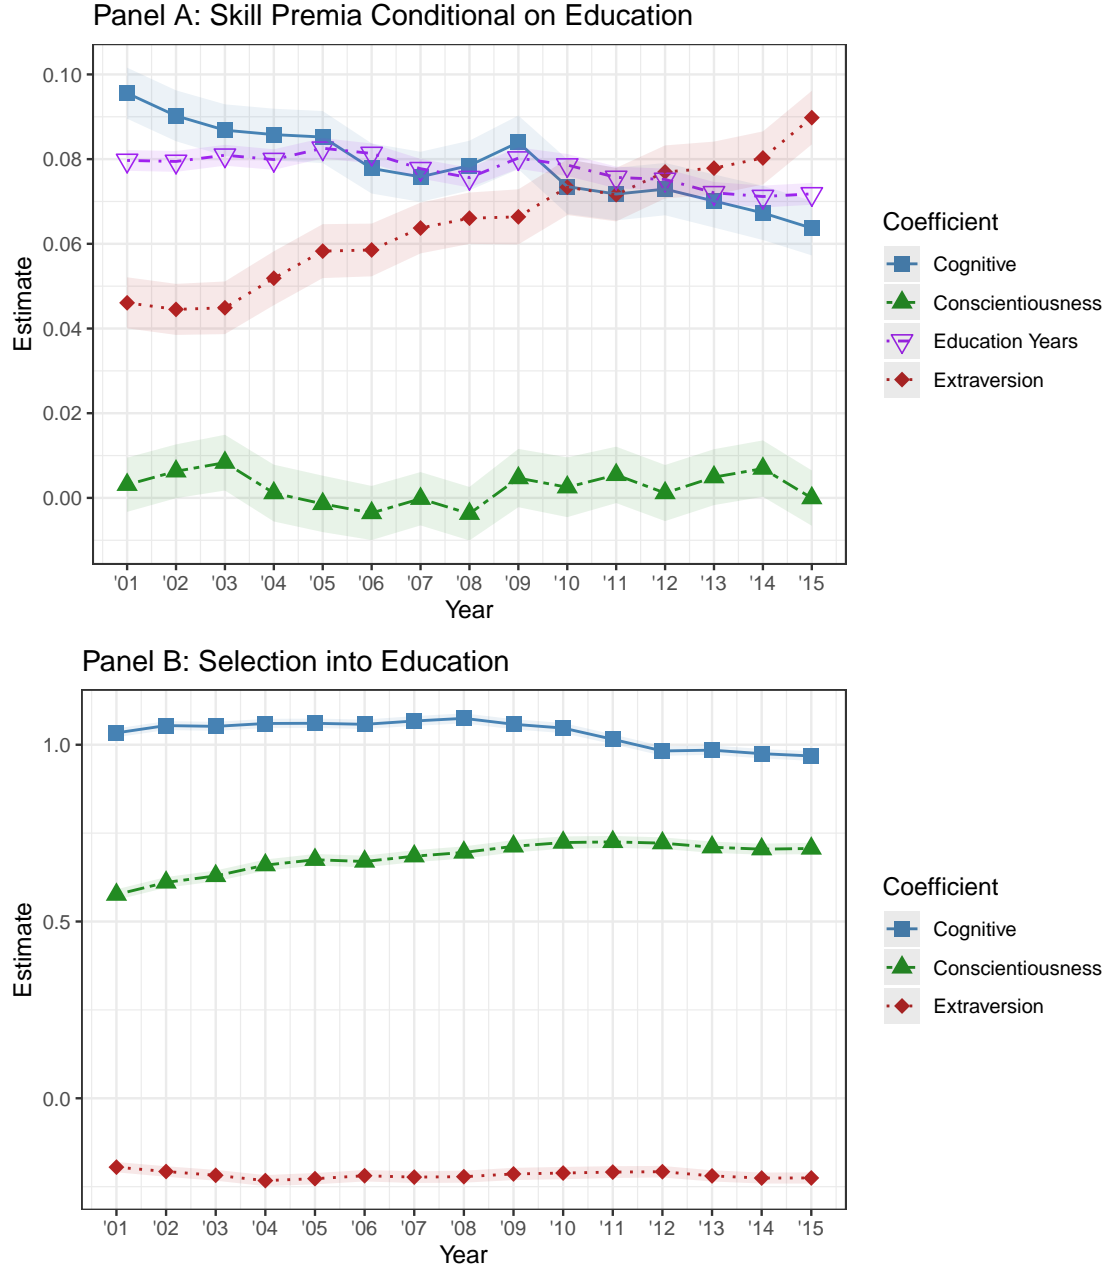 Panel A: Skill Premia Conditional on Education
0.10
0.08
0.06
0.04
0.02
0.00
Estimate
'01 '02 '03 '04 '05 '06 '07 '08 '09 '10 '11 '12 '13 '14 '15
Year
Coefficient
Cognitive
Conscientiousness
Education Years
Extraversion
Panel B: Selection into Education
1.0
0.5
0.0
Estimate
'01 '02 '03 '04 '05 '06 '07 '08 '09 '10 '11 '12 '13 '14 '15
Year
Coefficient
Cognitive
Conscientiousness
Extraversion